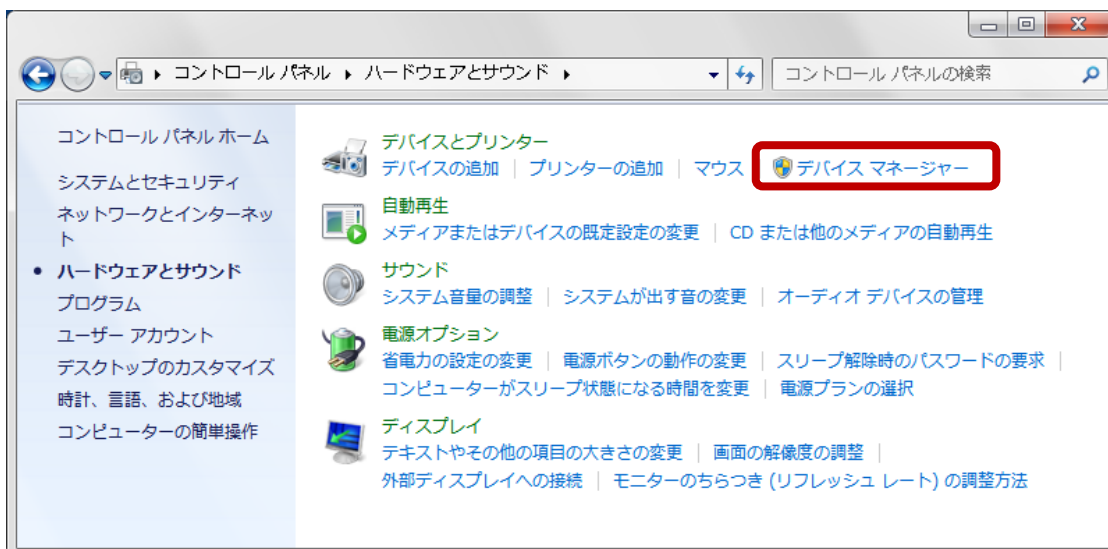 コントロール パネル ▸ ハードウェアとサウンド ▸
コントロール パネルの検索
コントロール パネル ホーム
システムとセキュリティ
ネットワークとインターネッ
ト
ハードウェアとサウンド
プログラム
ユーザー アカウント
デスクトップのカスタマイズ
時計、言語、および地域
コンピューターの簡単操作
デバイスとプリンター
デバイスの追加 | プリンターの追加 | マウス デバイス マネージャー
自動再生
メディアまたはデバイスの既定設定の変更 | CD または他のメディアの自動再生
サウンド
システム音量の調整 | システムが出す音の変更 | オーディオ デバイスの管理
電源オプション
省電力の設定の変更 | 電源ボタンの動作の変更 | スリープ解除時のパスワードの要求 |
コンピューターがスリープ状態になる時間を変更 | 電源プランの選択
ディスプレイ
テキストやその他の項目の大きさの変更 | 画面の解像度の調整 |
外部ディスプレイへの接続 | モニターのちらつき (リフレッシュ レート) の調整方法